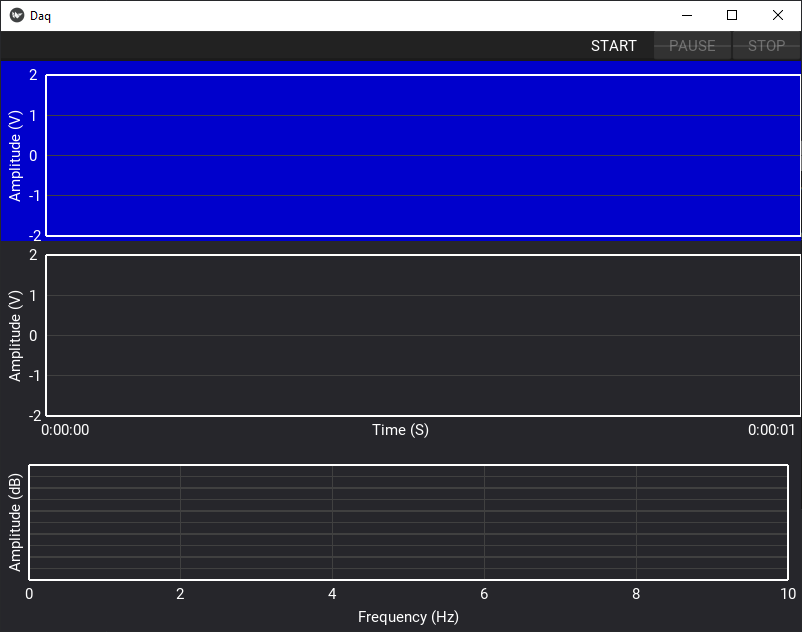 Daq
START PAUSE STOP
2
1
0
-1
-2
Amplitude (V)
2
1
0
-1
-2
Amplitude (V)
0:00:00 Time (S) 0:00:01
Amplitude (dB)
0 2 4 6 8 10
Frequency (Hz)